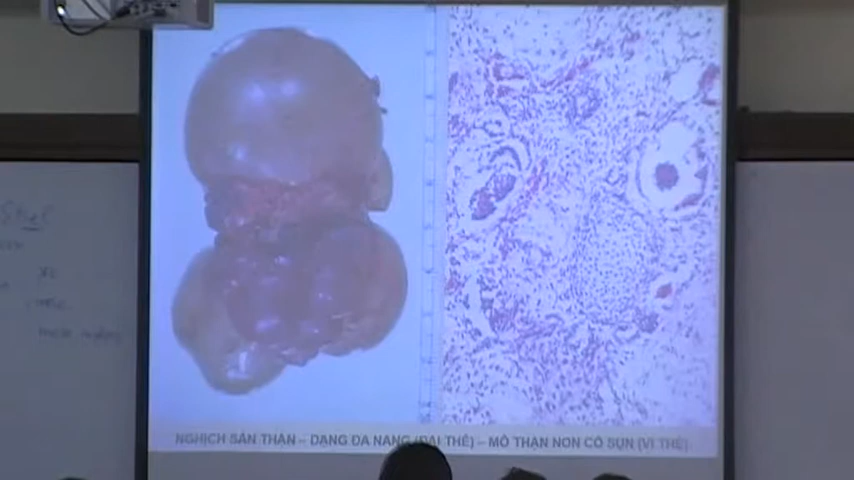 NGHỊCH SẢN THẬN – DẠNG ĐA NANG (ĐẠI THỂ) – MÔ THẬN NON CÓ SỤN (VI THỂ)